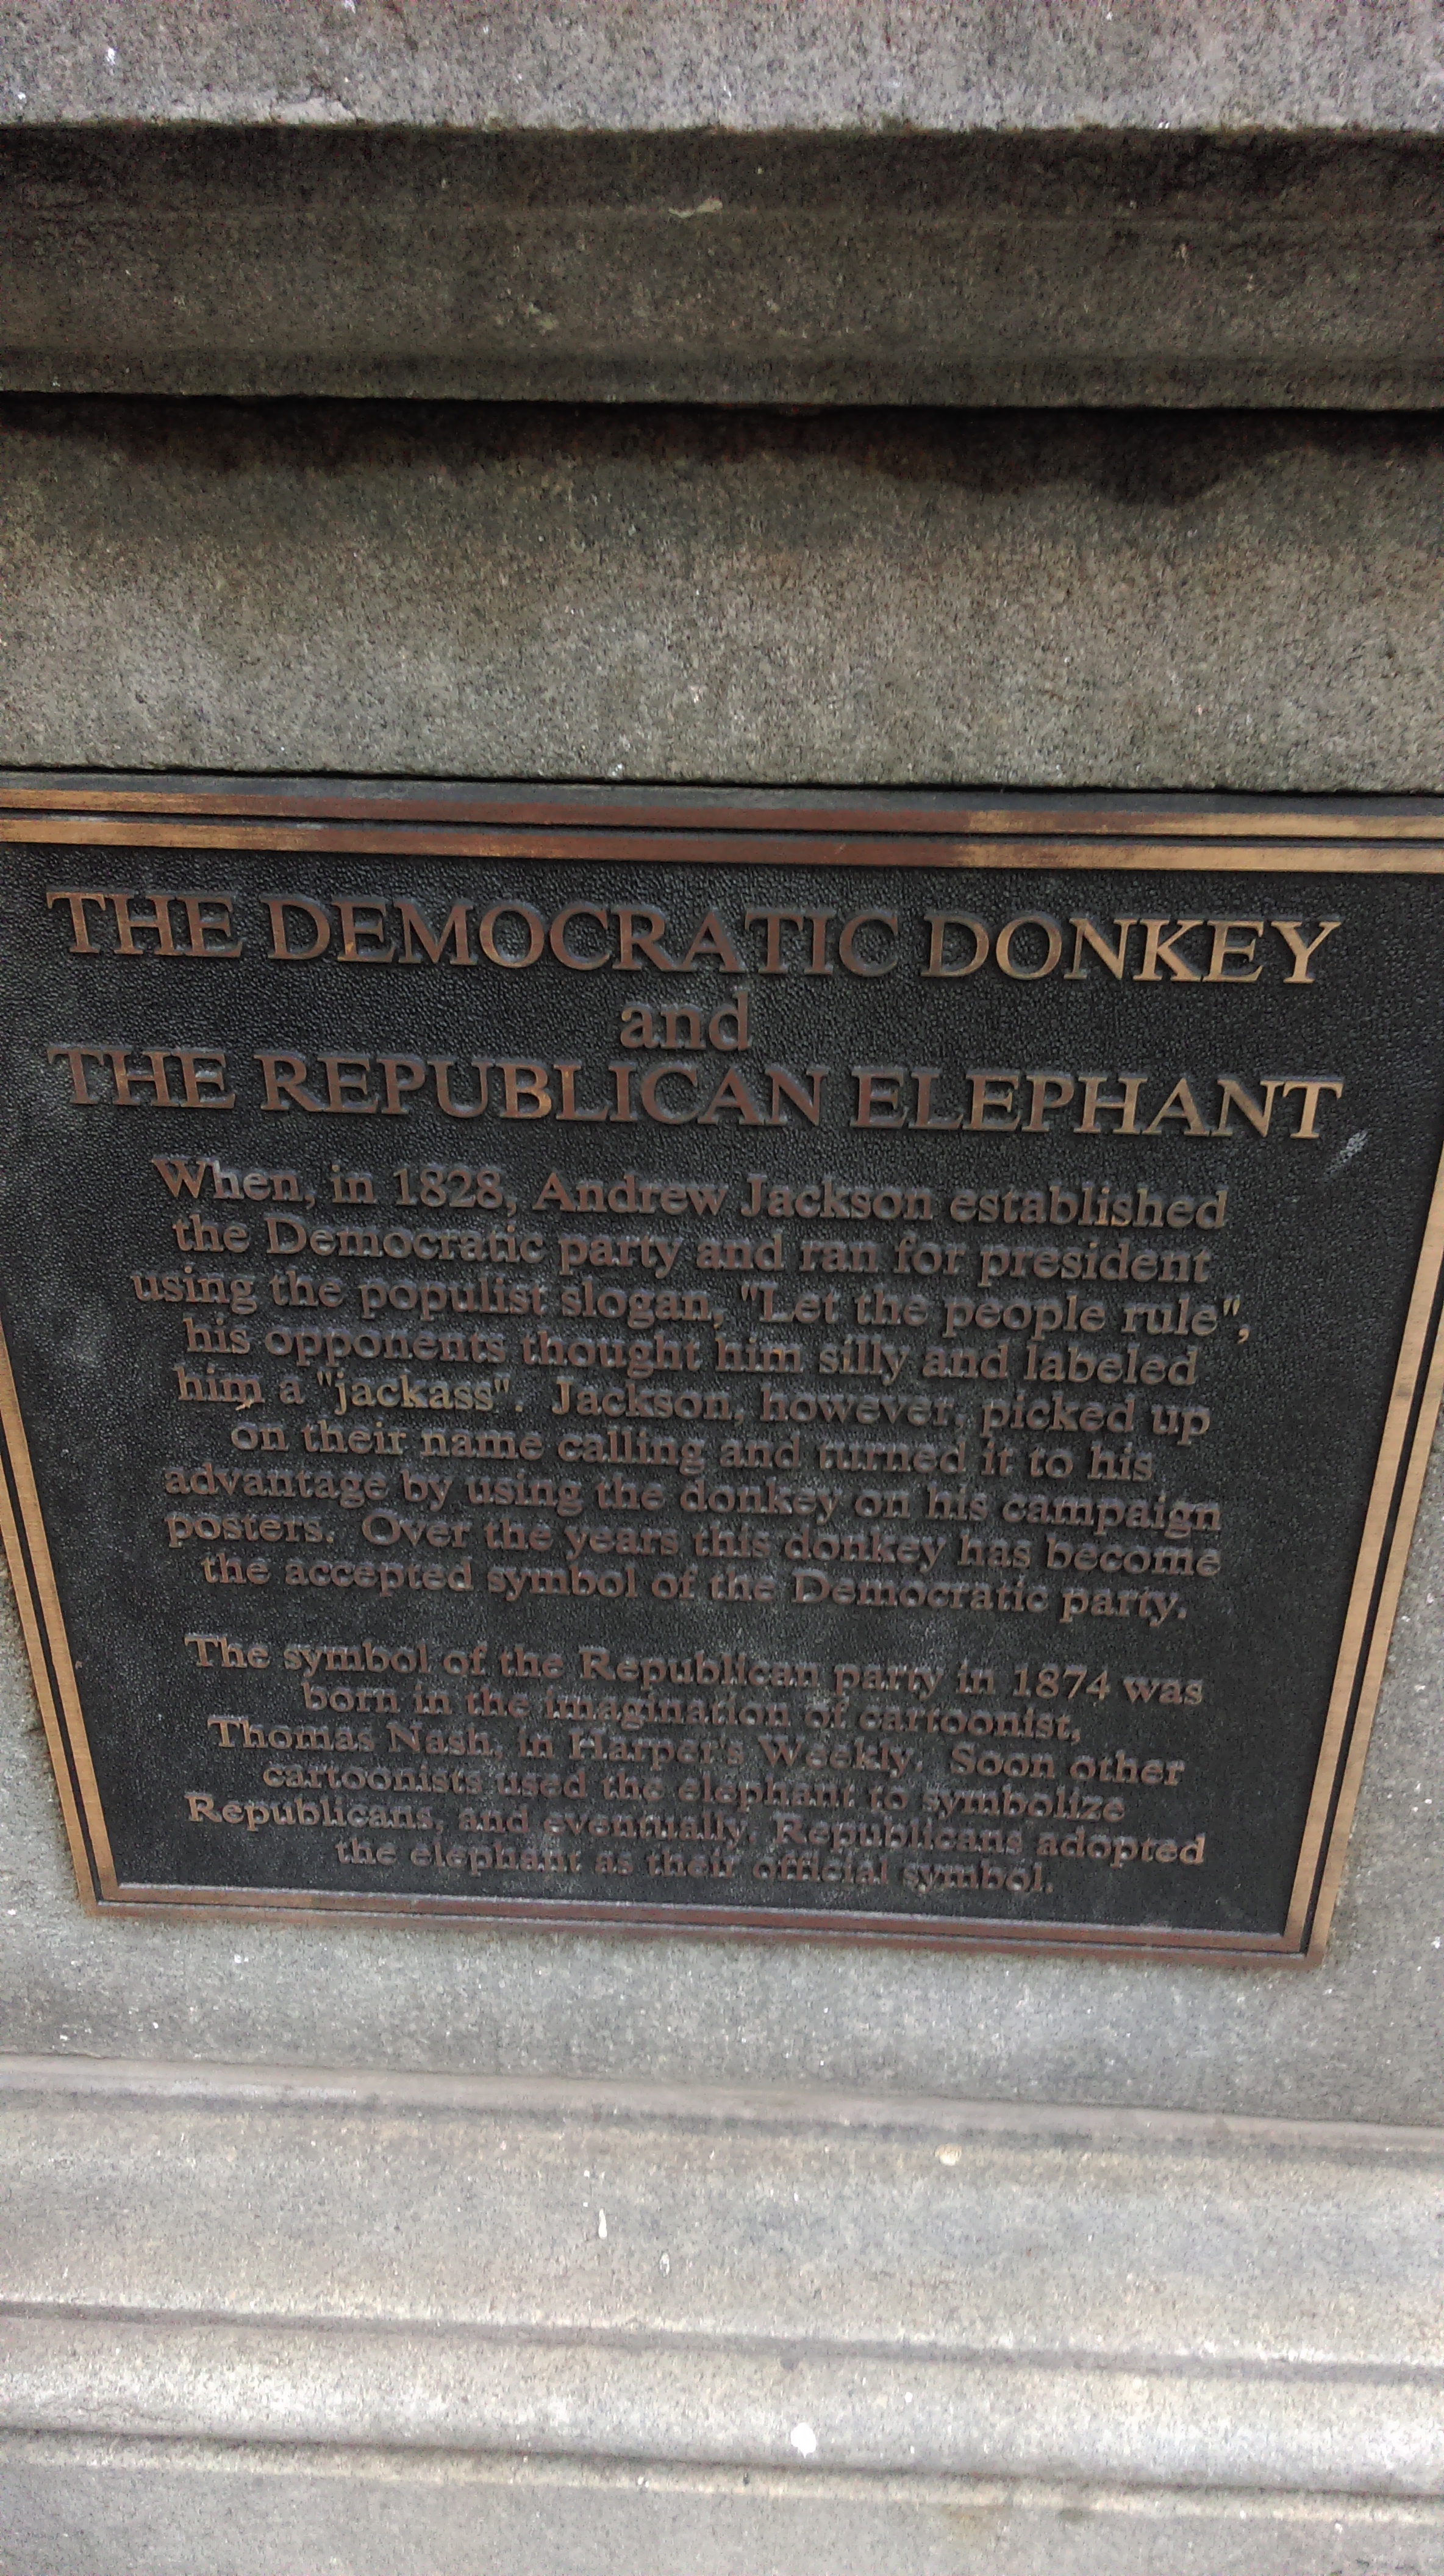 THE DEMOCRATIC DONKEY
and
THE REPUBLICAN ELEPHANT
When, in 1828, Andrew Jackson established
the Democratic party and ran for president
using the populist slogan, "Let the people rule",
his opponents thought him silly and labeled
him a "jackass". Jackson, however, picked up
on their name calling and turned it to his
advantage by using the donkey on his campaign
posters. Over the years this donkey has become
the accepted symbol of the Democratic party.
The symbol of the Republican party in 1874 was
born in the imagination of cartoonist,
Thomas Nash, in Harper's Weekly. Soon other
cartoonists used the elephant to symbolize
Republicans, and eventually, Republicans adopted
the elephant as their official symbol.